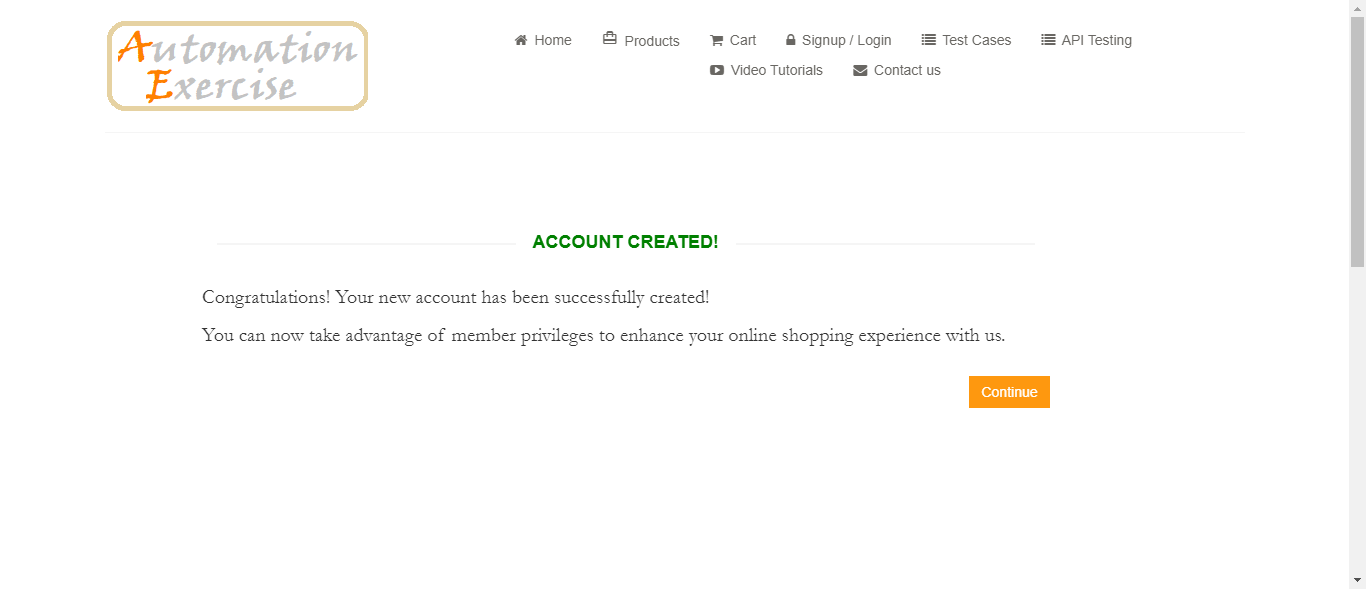 Automation
Exercise
Home Products Cart Signup / Login Test Cases API Testing
Video Tutorials Contact us
ACCOUNT CREATED!
Congratulations! Your new account has been successfully created!
You can now take advantage of member privileges to enhance your online shopping experience with us.
Continue